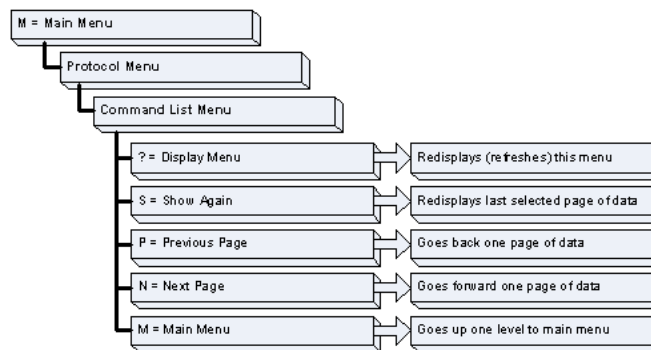 M = Main Menu
Protocol Menu
Command List Menu
? = Display Menu
Redisplays (refreshes) this menu
S = Show Again
Redisplays last selected page of data
P = Previous Page
Goes back one page of data
N = Next Page
Goes forward one page of data
M = Main Menu
Goes up one level to main menu